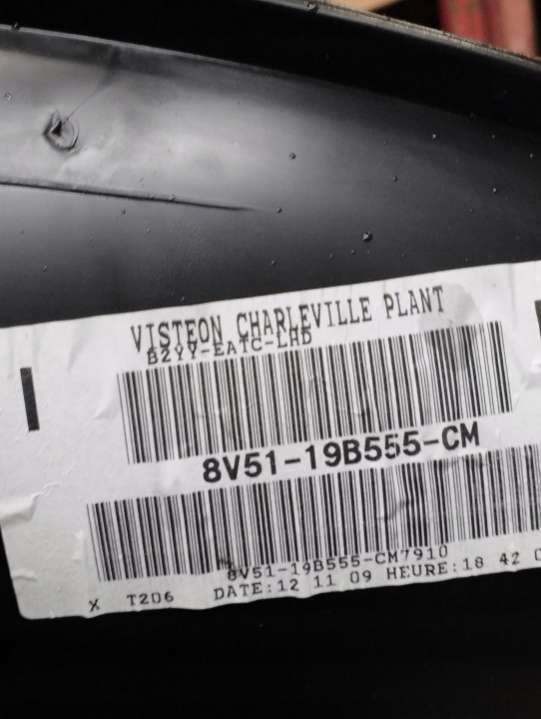 VISTEON CHARLEVILLE PLANT
B2YY-EATC-LHD
8V51-19B555-CM
8V51-19B555-CM7910
X T206 DATE:12 11 09 HEURE:18 42